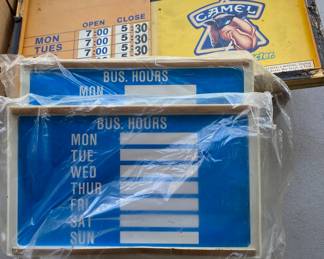 OPEN CLOSE
MON 7:00 5:30
TUES 7:00 5:30
7:00 5:30
CAMEL
BUS. HOURS
MON
BUS. HOURS
MON
TUE
WED
THUR
FRI
SAT
SUN